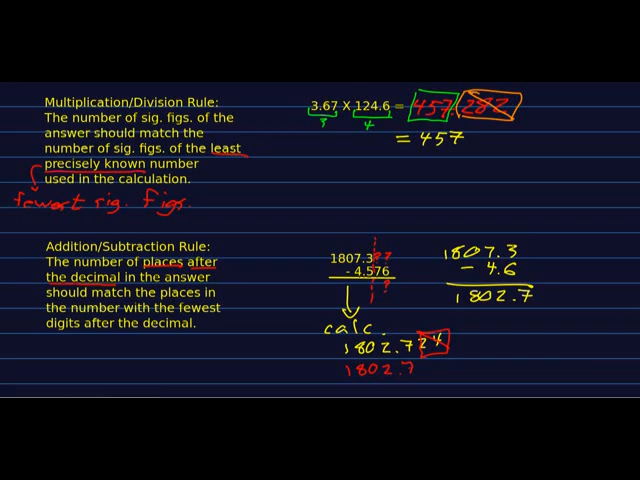 Multiplication/Division Rule:
The number of sig. figs. of the
answer should match the
number of sig. figs. of the least
precisely known number
used in the calculation.
fewest sig. figs.
3.67 X 124.6 = 457.282
3 4
= 457
Addition/Subtraction Rule:
The number of places after
the decimal in the answer
should match the places in
the number with the fewest
digits after the decimal.
1807.3??
- 4.576
?
calc.
1802.724
1802.7
1807.3
- 4.6
1802.7